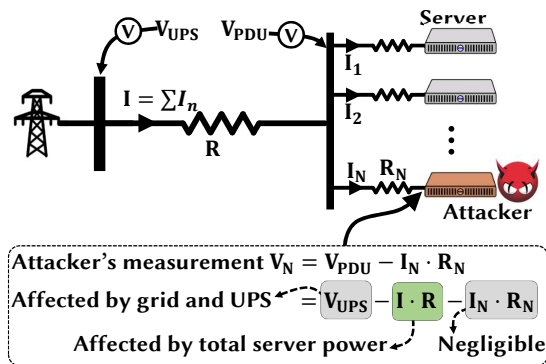 Server
V
V_UPS
V_PDU
V
I_1
I = ∑I_n
R
I_2
I_N
R_N
Attacker
Attacker's measurement V_N = V_PDU − I_N · R_N
Affected by grid and UPS = V_UPS − I · R − I_N · R_N
Affected by total server power
Negligible